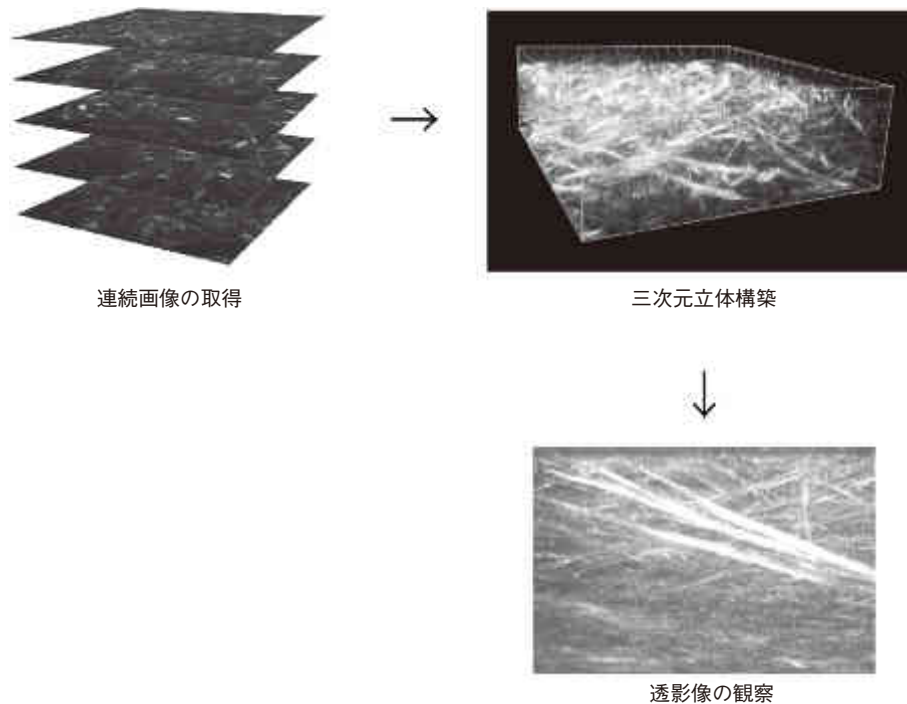 連続画像の取得
三次元立体構築
透影像の観察